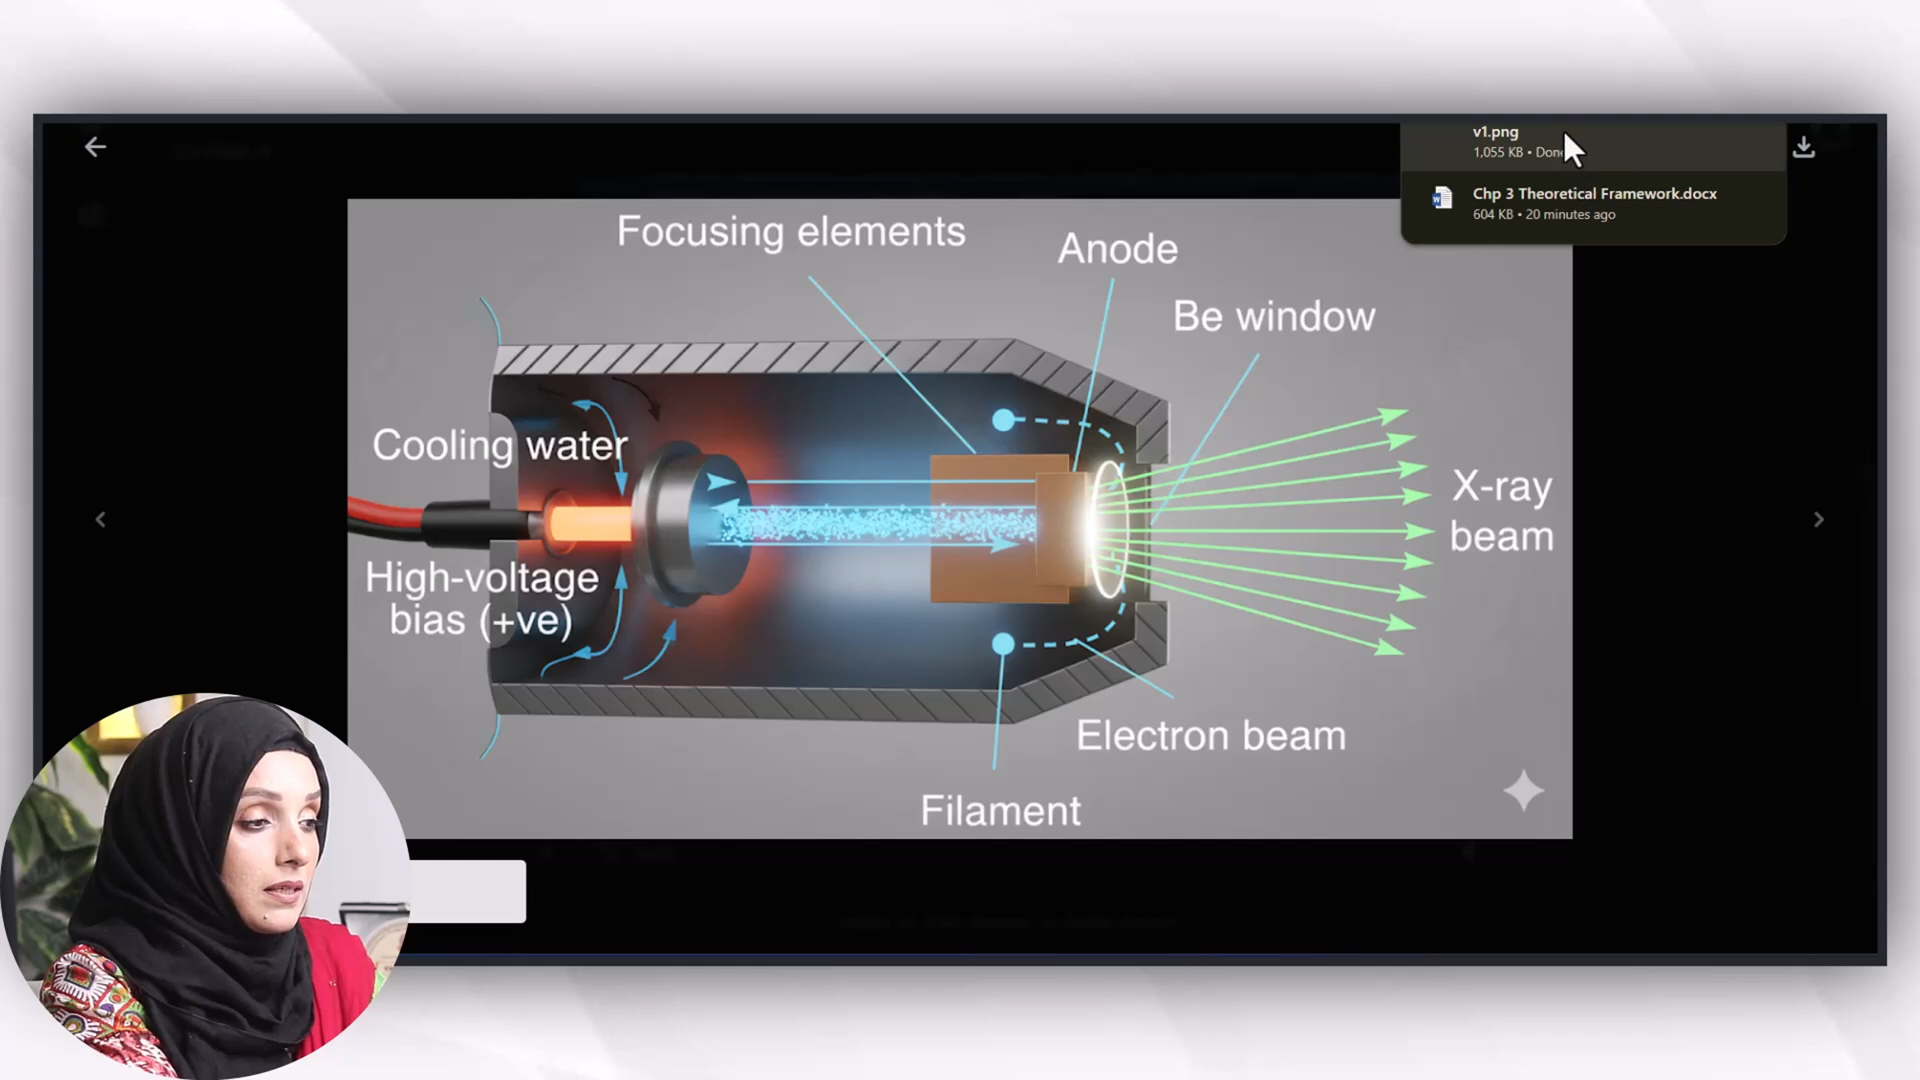 v1.png
1,055 KB • Done
Chp 3 Theoretical Framework.docx
604 KB • 20 minutes ago
Focusing elements
Anode
Be window
Cooling water
High-voltage
bias (+ve)
X-ray
beam
Electron beam
Filament